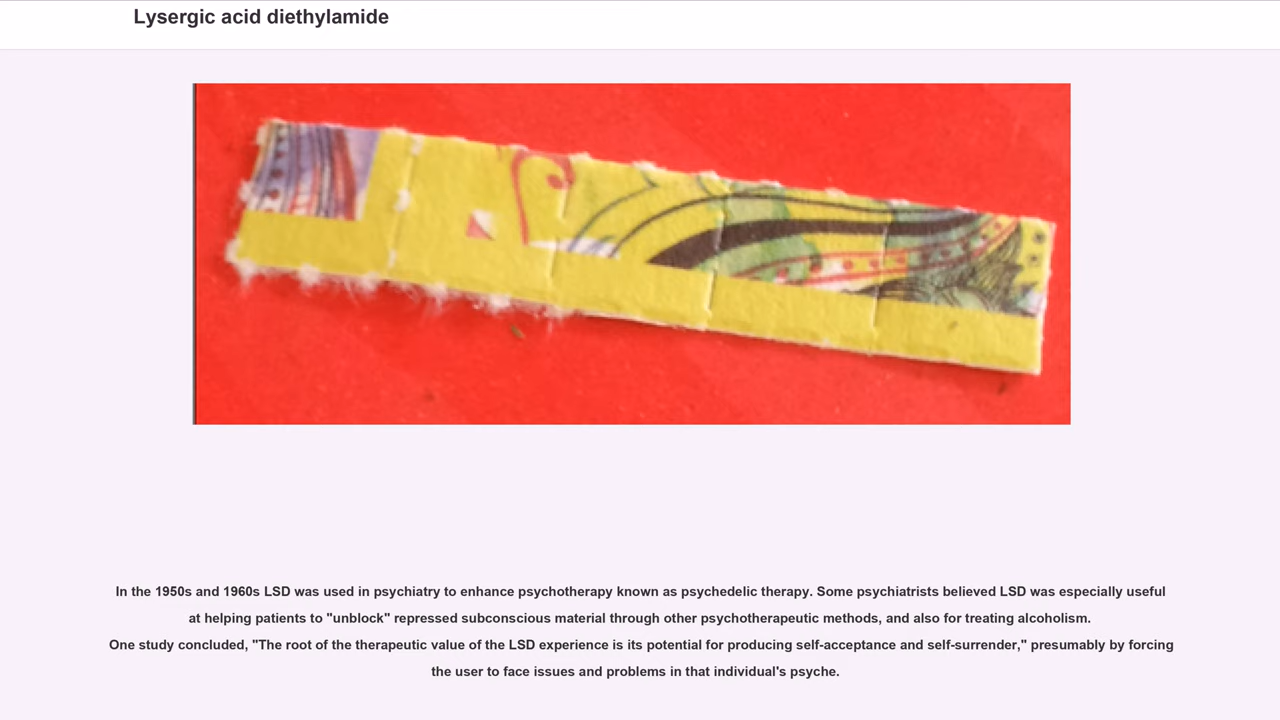 Lysergic acid diethylamide
In the 1950s and 1960s LSD was used in psychiatry to enhance psychotherapy known as psychedelic therapy. Some psychiatrists believed LSD was especially useful
at helping patients to "unblock" repressed subconscious material through other psychotherapeutic methods, and also for treating alcoholism.
One study concluded, "The root of the therapeutic value of the LSD experience is its potential for producing self-acceptance and self-surrender," presumably by forcing
the user to face issues and problems in that individual's psyche.